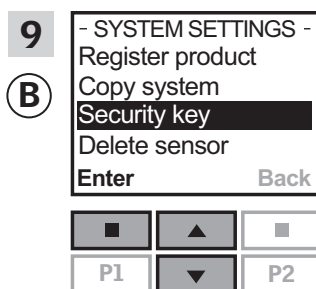 9
B
- SYSTEM SETTINGS -
Register product
Copy system
Security key
Delete sensor
Enter Back
■ ▲ ■
P1 ▼ P2